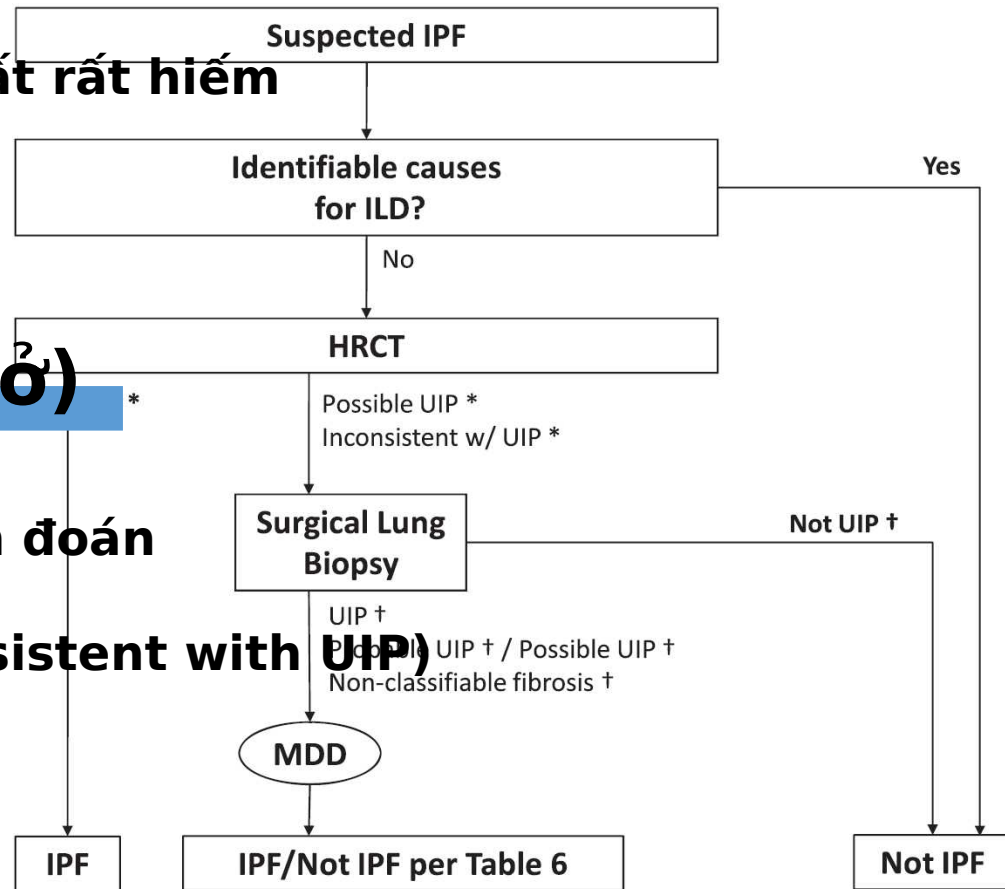 Suspected IPF
rất hiếm
Identifiable causes
for ILD?
Yes
No
HRCT
*
Possible UIP *
Inconsistent w/ UIP *
đoán
Surgical Lung
Biopsy
Not UIP †
UIP †
with UIP)
UIP † / Possible UIP †
Non-classifiable fibrosis †
MDD
IPF
IPF/Not IPF per Table 6
Not IPF